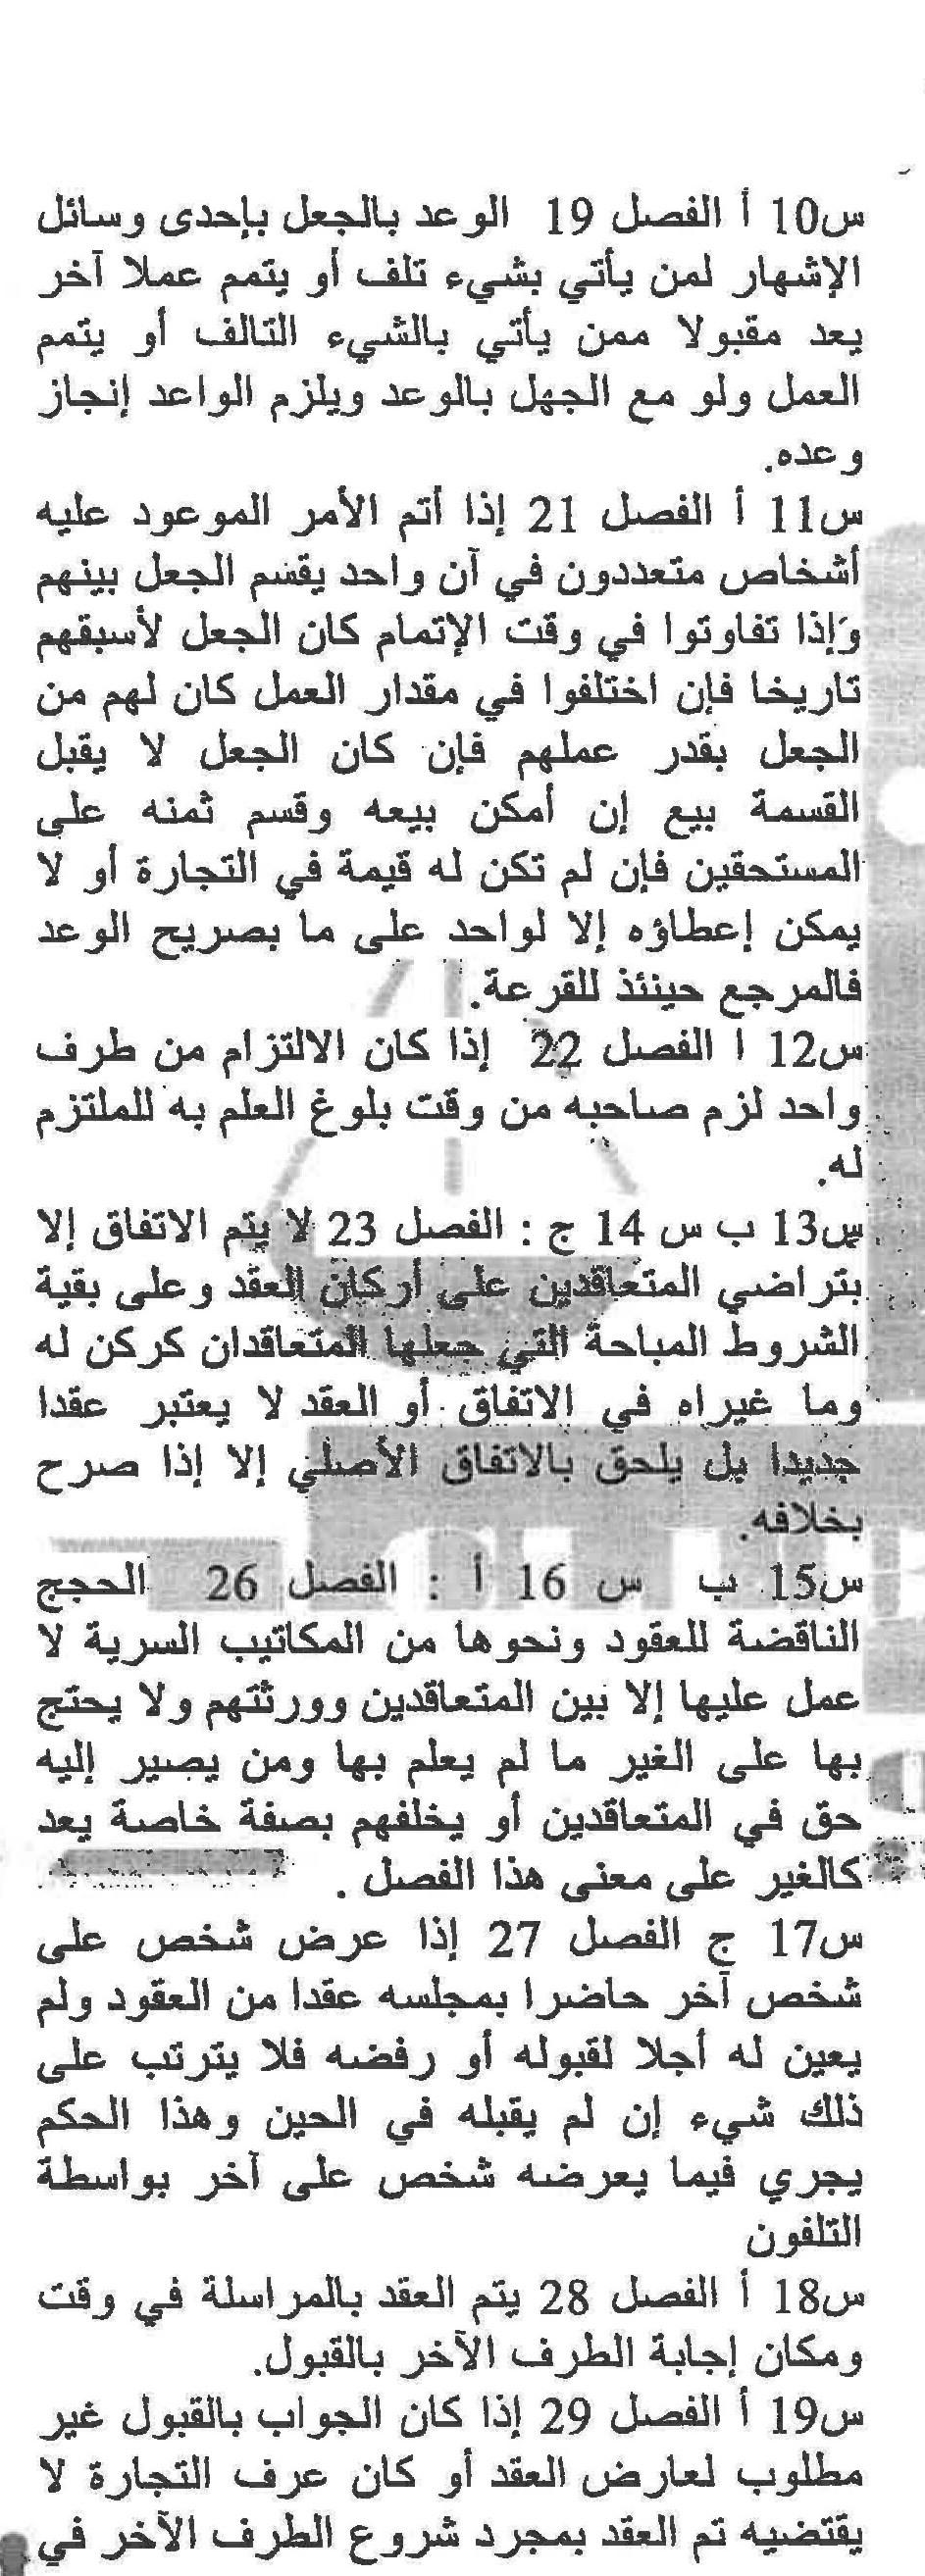 س10 أ الفصل 19 الوعد بالجعل بإحدى وسائل
الإشهار لمن يأتي بشيء تلف أو يتمم عملا آخر
يعد مقبولا ممن يأتي بالشيء التالف أو يتمم
العمل ولو مع الجهل بالوعد ويلزم الواعد إنجاز
وعده.
س11 أ الفصل 21 إذا أتم الأمر الموعود عليه
أشخاص متعددون في آن واحد يقسم الجعل بينهم
وإذا تفاوتوا في وقت الإتمام كان الجعل لأسبقهم
تاريخا فإن اختلفوا في مقدار العمل كان لهم من
الجعل بقدر عملهم فإن كان الجعل لا يقبل
القسمة بيع إن أمكن بيعه وقسم ثمنه على
المستحقين فإن لم تكن له قيمة في التجارة أو لا
يمكن إعطاؤه إلا لواحد على ما بصريح الوعد
فالمرجع حينئذ للقرعة.
س12 ا الفصل 22 إذا كان الالتزام من طرف
واحد لزم صاحبه من وقت بلوغ العلم به للملتزم
له.
س13 ب س 14 ج : الفصل 23 لا يتم الاتفاق إلا
بتراضي المتعاقدين على أركان العقد وعلى بقية
الشروط المباحة التي جعلها المتعاقدان كركن له
وما غيراه في الاتفاق أو العقد لا يعتبر عقدا
جديدا بل يلحق بالاتفاق الأصلي إلا إذا صرح
بخلافه.
س15 ب س 16 أ : الفصل 26 الحجج
الناقضة للعقود ونحوها من المكاتيب السرية لا
عمل عليها إلا بين المتعاقدين وورثتهم ولا يحتج
بها على الغير ما لم يعلم بها ومن يصير إليه
حق في المتعاقدين أو يخلفهم بصفة خاصة يعد
كالغير على معنى هذا الفصل .
س17 ج الفصل 27 إذا عرض شخص على
شخص آخر حاضرا بمجلسه عقدا من العقود ولم
يعين له أجلا لقبوله أو رفضه فلا يترتب على
ذلك شيء إن لم يقبله في الحين وهذا الحكم
يجري فيما يعرضه شخص على آخر بواسطة
التلفون
س18 أ الفصل 28 يتم العقد بالمراسلة في وقت
ومكان إجابة الطرف الآخر بالقبول.
س19 أ الفصل 29 إذا كان الجواب بالقبول غير
مطلوب لعارض العقد أو كان عرف التجارة لا
يقتضيه تم العقد بمجرد شروع الطرف الآخر في